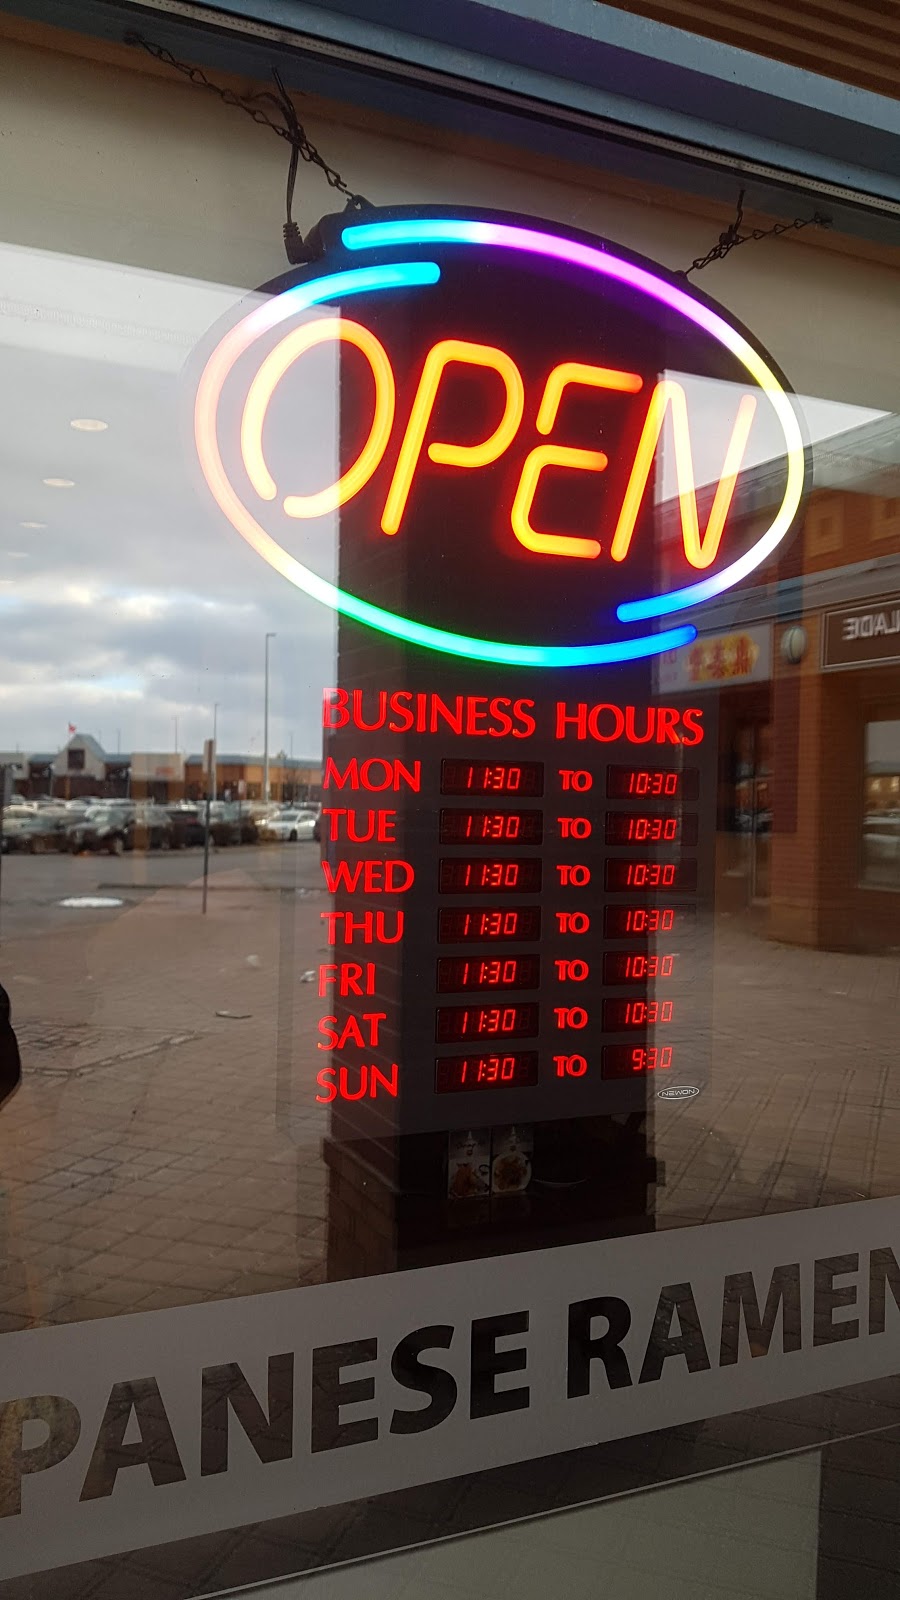 OPEN
BUSINESS HOURS
MON 11:30 TO 10:30
TUE 11:30 TO 10:30
WED 11:30 TO 10:30
THU 11:30 TO 10:30
FRI 11:30 TO 10:30
SAT 11:30 TO 10:30
SUN 11:30 TO 9:30
NEWON
PANESE RAMEN
LADE